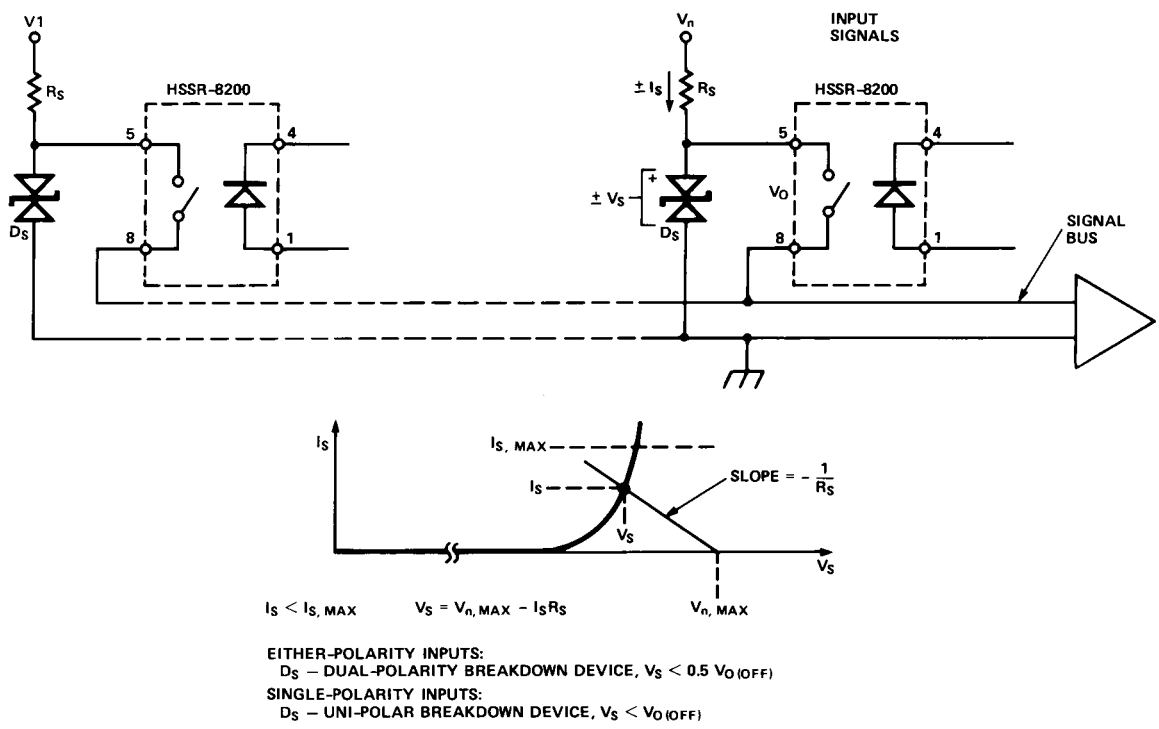 V1
RS
HSSR-8200
5
4
8
1
DS
Vn
INPUT
SIGNALS
± IS
RS
HSSR-8200
5
4
± VS
+
VO
DS
8
1
SIGNAL
BUS
IS
IS, MAX
IS
SLOPE = - 1/RS
VS
VS
Vn, MAX
IS < IS, MAX VS = Vn, MAX - ISRS
EITHER-POLARITY INPUTS:
DS – DUAL-POLARITY BREAKDOWN DEVICE, VS < 0.5 VO(OFF)
SINGLE-POLARITY INPUTS:
DS – UNI-POLAR BREAKDOWN DEVICE, VS < VO(OFF)